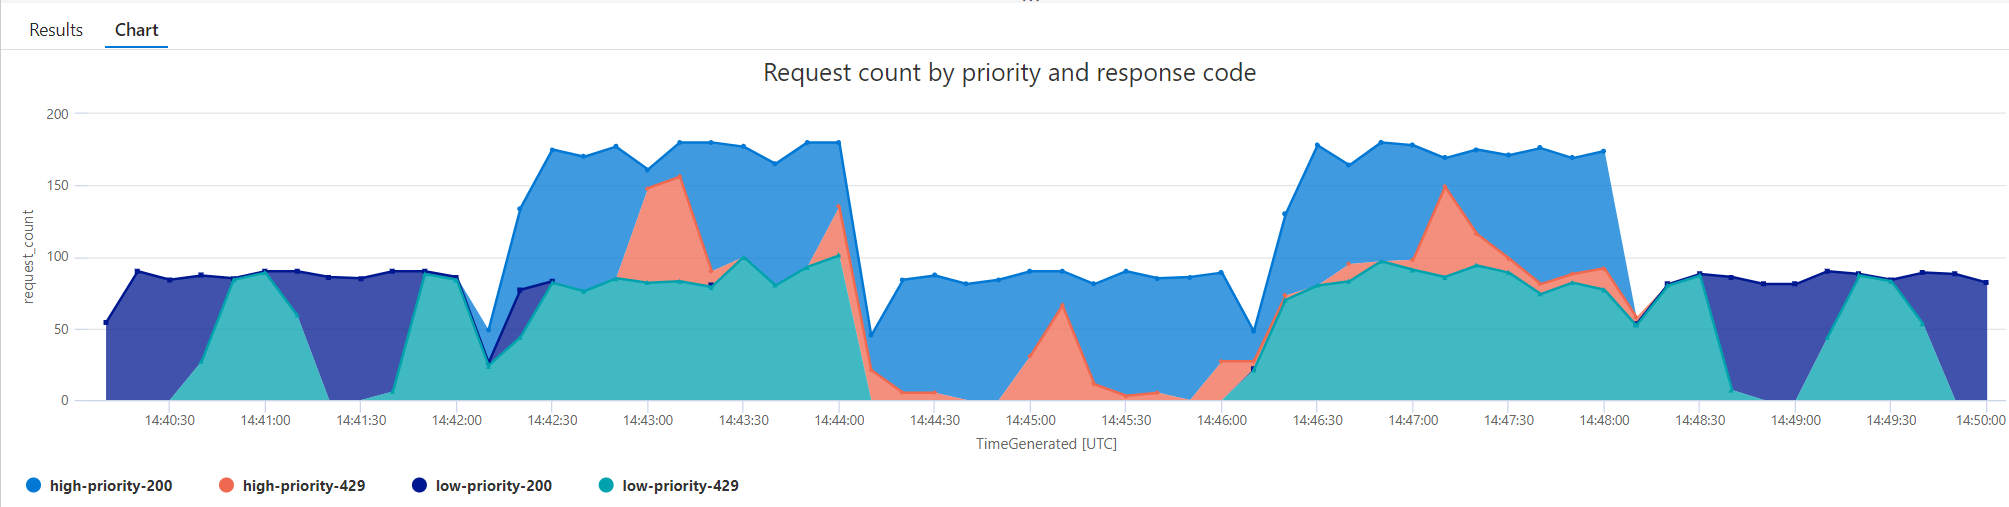 Results Chart
Request count by priority and response code
200
150
100
50
0
request_count
14:40:30 14:41:00 14:41:30 14:42:00 14:42:30 14:43:00 14:43:30 14:44:00 14:44:30 14:45:00 14:45:30 14:46:00 14:46:30 14:47:00 14:47:30 14:48:00 14:48:30 14:49:00 14:49:30 14:50:00
TimeGenerated [UTC]
high-priority-200 high-priority-429 low-priority-200 low-priority-429